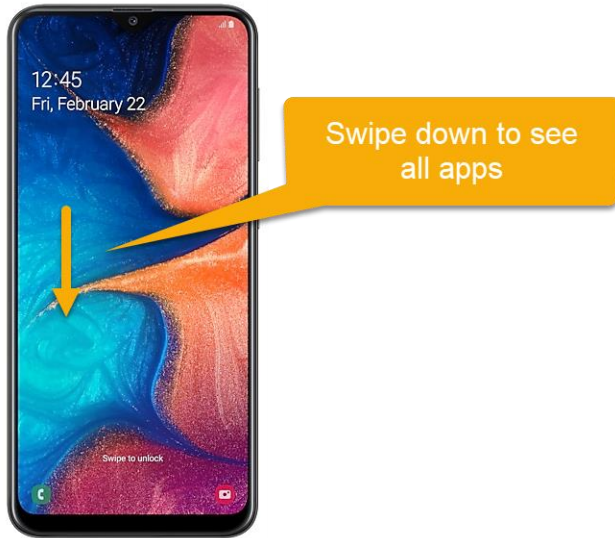 12:45
Fri, February 22
Swipe down to see
all apps
Swipe to unlock